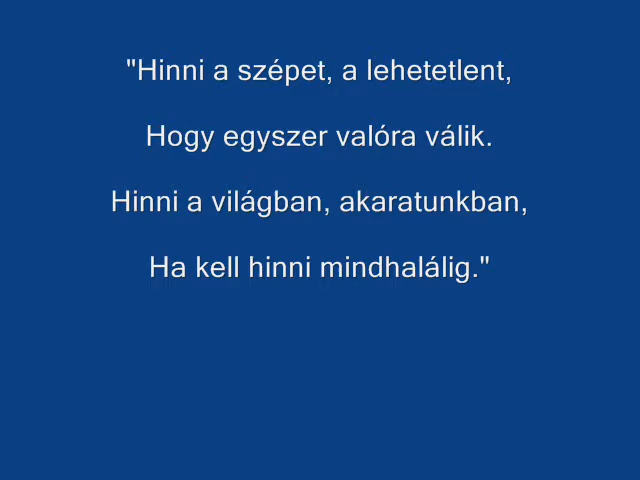 "Hinni a szépet, a lehetetlent,
Hogy egyszer valóra válik.
Hinni a világban, akaratunkban,
Ha kell hinni mindhalálig."